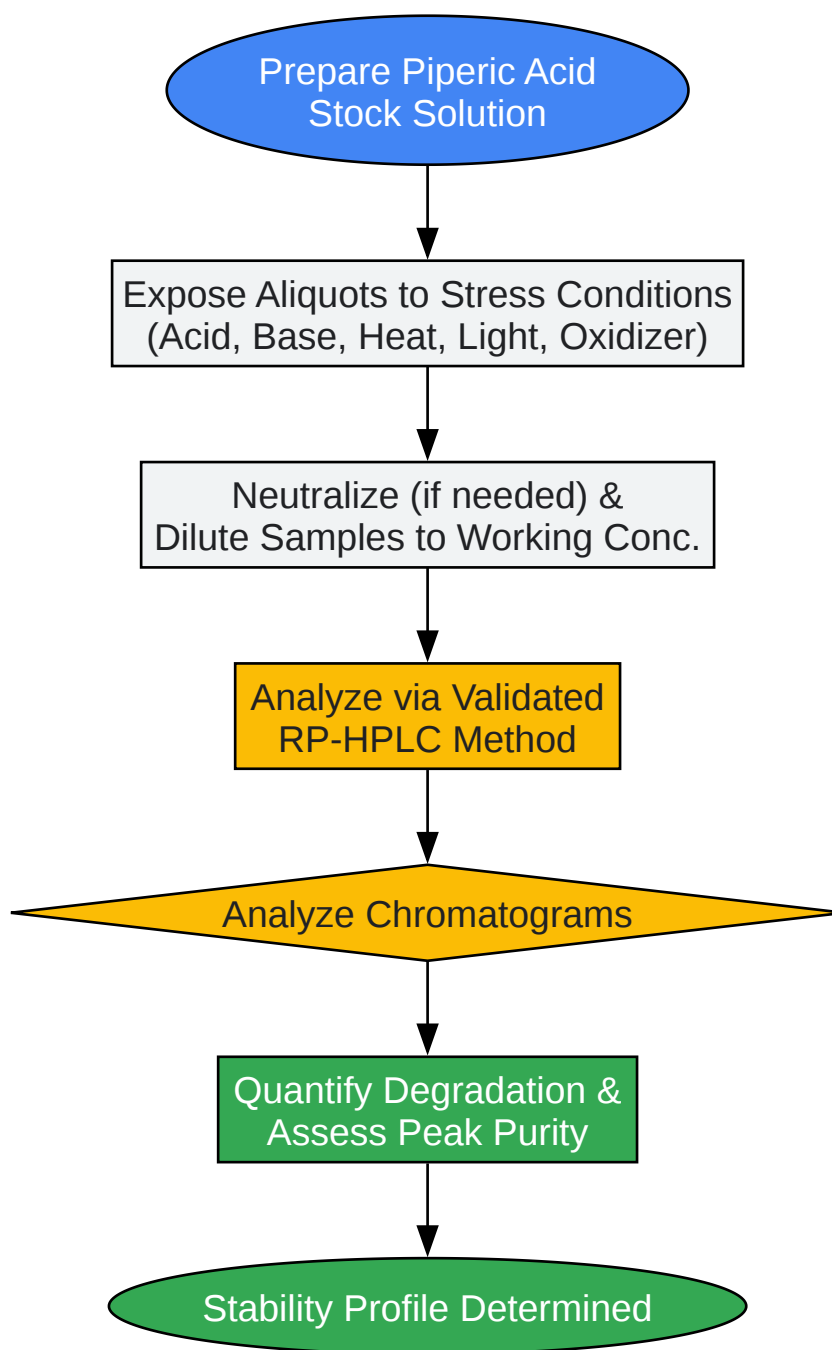 Prepare Piperic Acid
Stock Solution
Expose Aliquots to Stress Conditions
(Acid, Base, Heat, Light, Oxidizer)
Neutralize (if needed) &
Dilute Samples to Working Conc.
Analyze via Validated
RP-HPLC Method
Analyze Chromatograms
Quantify Degradation &
Assess Peak Purity
Stability Profile Determined